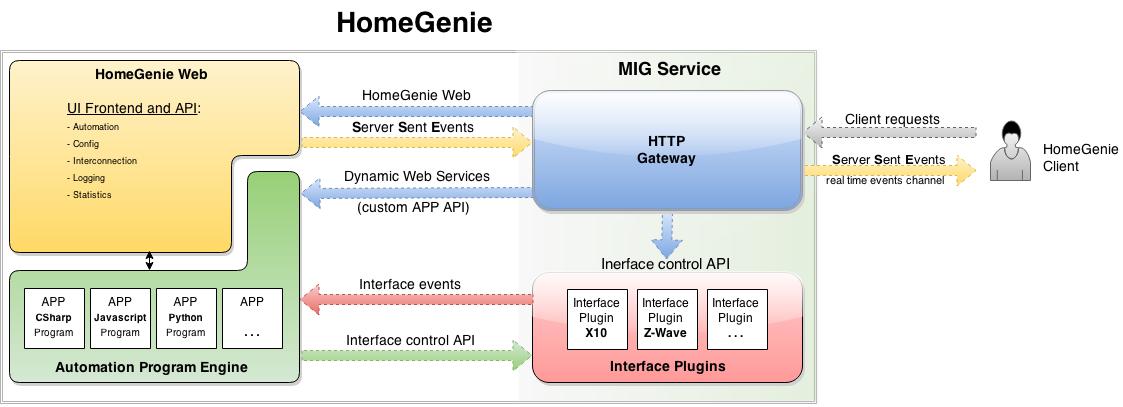 HomeGenie
HomeGenie Web
UI Frontend and API:
- Automation
- Config
- Interconnection
- Logging
- Statistics
HomeGenie Web
Server Sent Events
Dynamic Web Services
(custom APP API)
MIG Service
HTTP
Gateway
Client requests
Server Sent Events
real time events channel
HomeGenie
Client
Inerface control API
Interface events
Interface control API
APP
CSharp
Program
APP
Javascript
Program
APP
Python
Program
APP
...
Automation Program Engine
Interface
Plugin
X10
Interface
Plugin
Z-Wave
Interface
Plugin
...
Interface Plugins